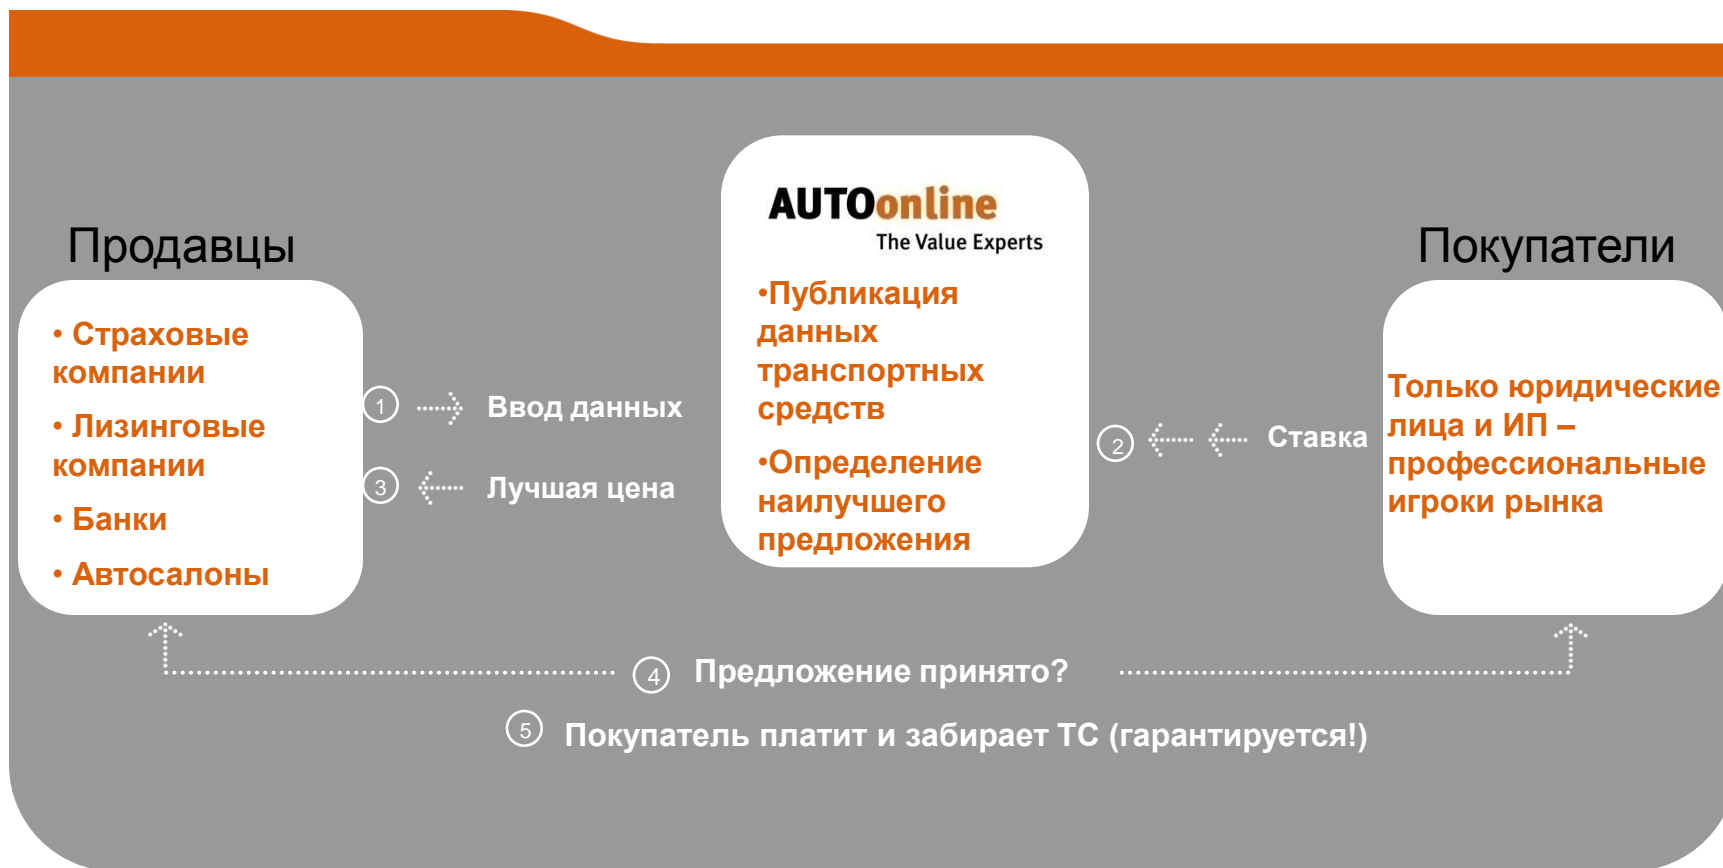 Продавцы
• Страховые
компании
• Лизинговые
компании
• Банки
• Автосалоны
1 Ввод данных
3 Лучшая цена
AUTOonline
The Value Experts
•Публикация
данных
транспортных
средств
•Определение
наилучшего
предложения
2 Ставка
Покупатели
Только юридические
лица и ИП –
профессиональные
игроки рынка
4 Предложение принято?
5 Покупатель платит и забирает ТС (гарантируется!)